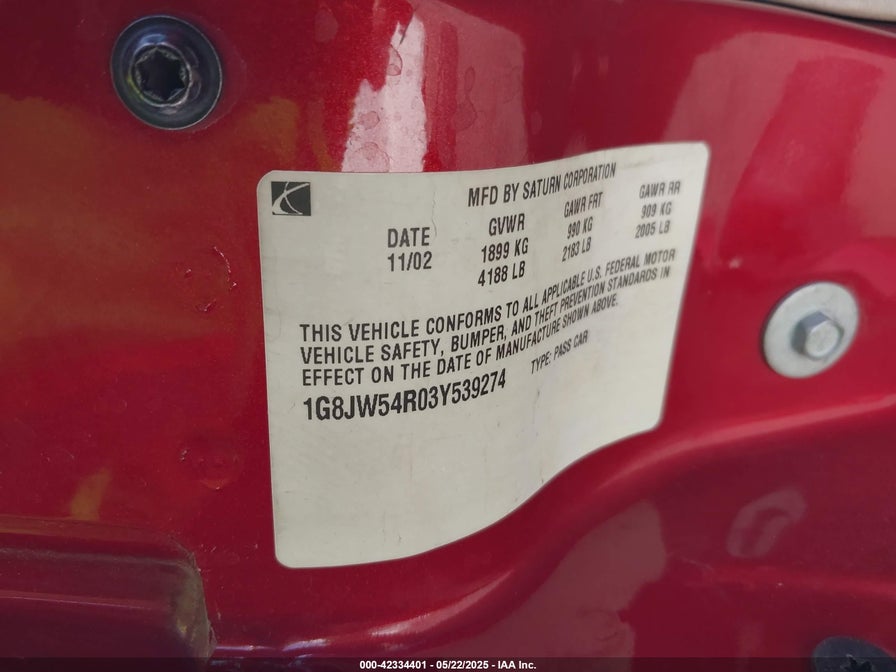 MFD BY SATURN CORPORATION
DATE
11/02
GVWR
1899 KG
4188 LB
GAWR FRT
990 KG
2183 LB
GAWR RR
909 KG
2005 LB
THIS VEHICLE CONFORMS TO ALL APPLICABLE U.S. FEDERAL MOTOR
VEHICLE SAFETY, BUMPER, AND THEFT PREVENTION STANDARDS IN
EFFECT ON THE DATE OF MANUFACTURE SHOWN ABOVE.
1G8JW54R03Y539274
TYPE: PASS CAR
000-42334401 - 05/22/2025 - IAA Inc.